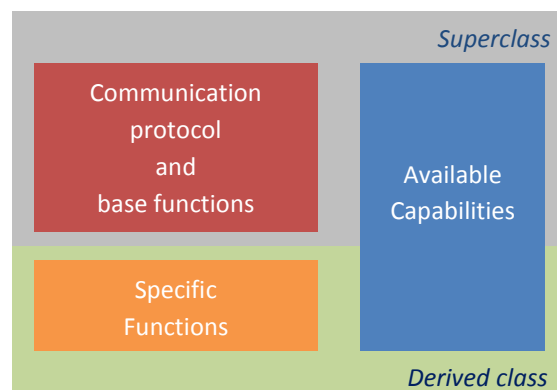 Superclass
Communication
protocol
and
base functions
Available
Capabilities
Specific
Functions
Derived class